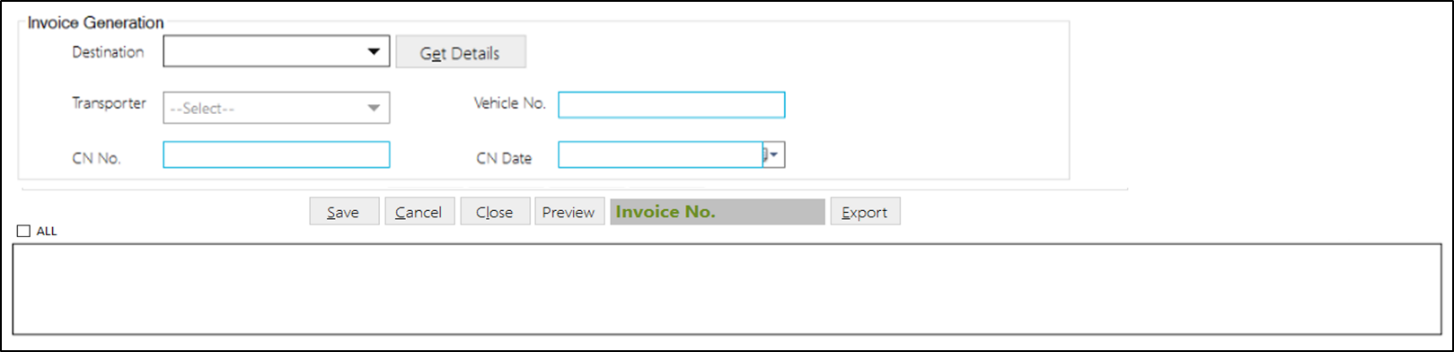 Invoice Generation
Destination Get Details
Transporter --Select-- Vehicle No.
CN No. CN Date
Save Cancel Close Preview Invoice No. Export
ALL